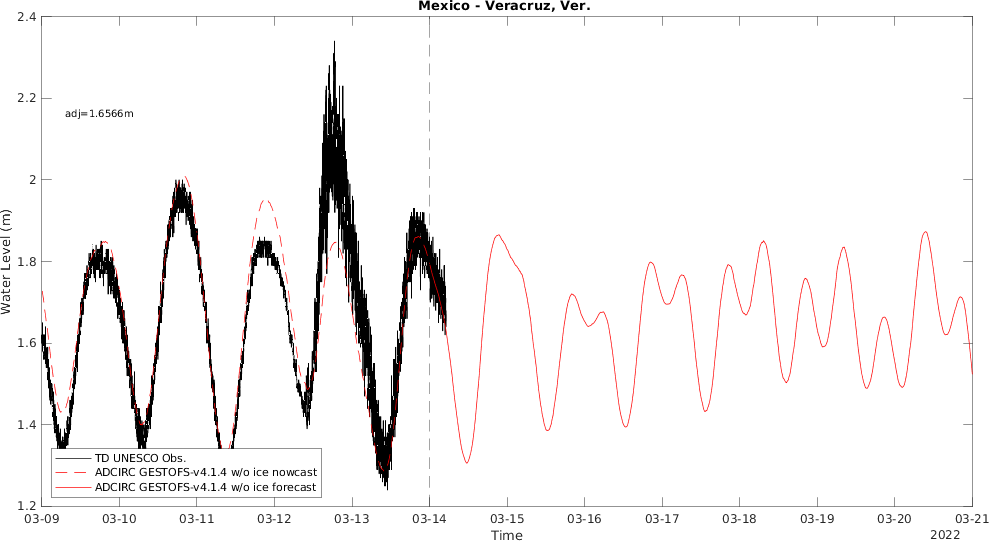 Mexico - Veracruz, Ver.
2.4
2.2
2
1.8
1.6
1.4
1.2
Water Level (m)
adj=1.6566m
TD UNESCO Obs.
ADCIRC GESTOFS-v4.1.4 w/o ice nowcast
ADCIRC GESTOFS-v4.1.4 w/o ice forecast
03-09 03-10 03-11 03-12 03-13 03-14 03-15 03-16 03-17 03-18 03-19 03-20 03-21
Time
2022